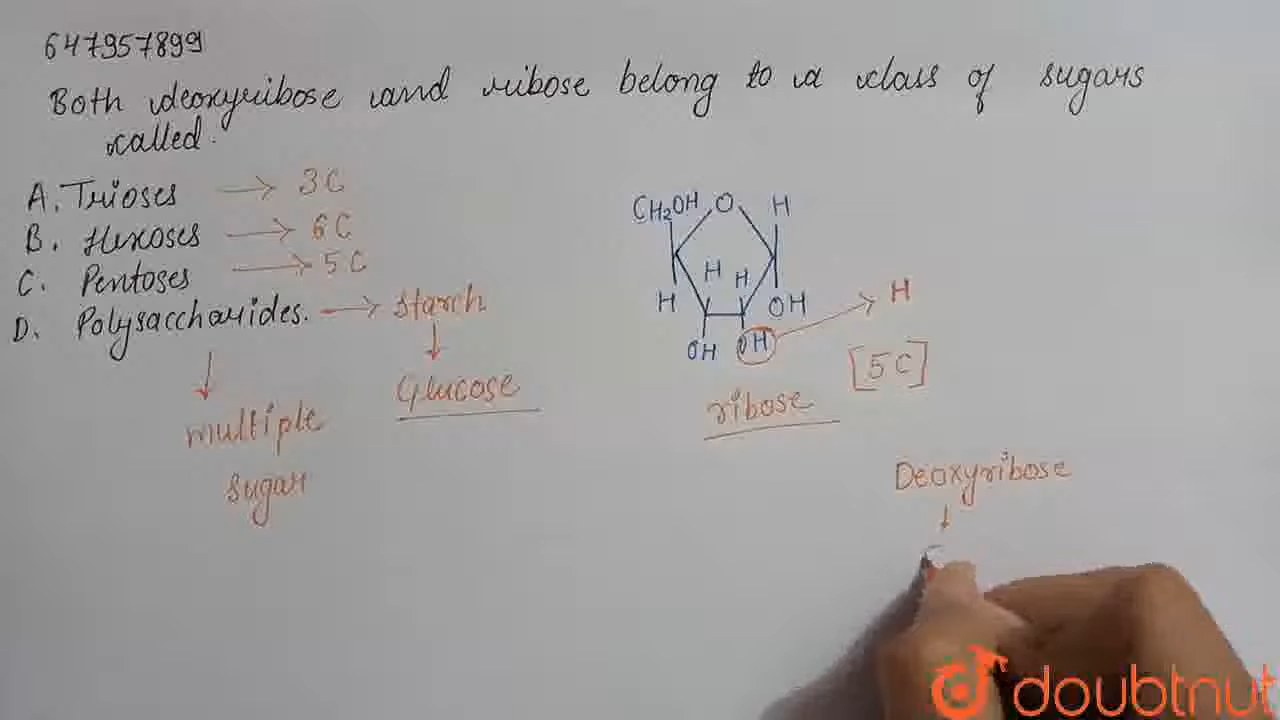 647957899
Both deoxyribose and ribose belong to a class of sugars
called.
A. Trioses → 3C
B. Hexoses → 6C
C. Pentoses → 5C
D. Polysaccharides. → starch
↓
Glucose
↓
multiple
sugar
CH₂OH O H
H H
H OH → H
OH OH
[5C]
ribose
Deoxyribose
↓
doubtnut